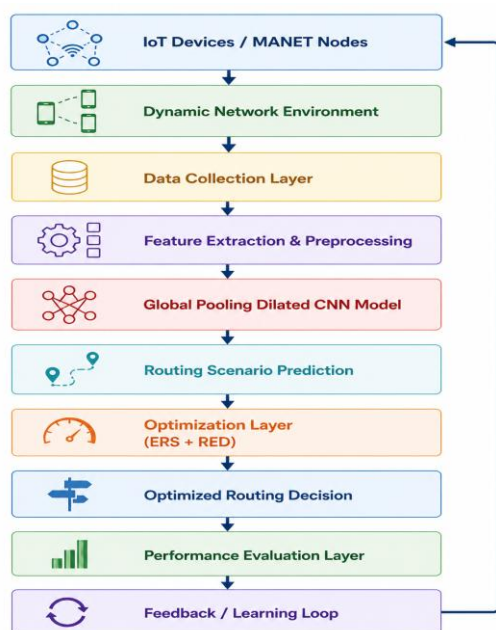 IoT Devices / MANET Nodes
Dynamic Network Environment
Data Collection Layer
Feature Extraction & Preprocessing
Global Pooling Dilated CNN Model
Routing Scenario Prediction
Optimization Layer
(ERS + RED)
Optimized Routing Decision
Performance Evaluation Layer
Feedback / Learning Loop